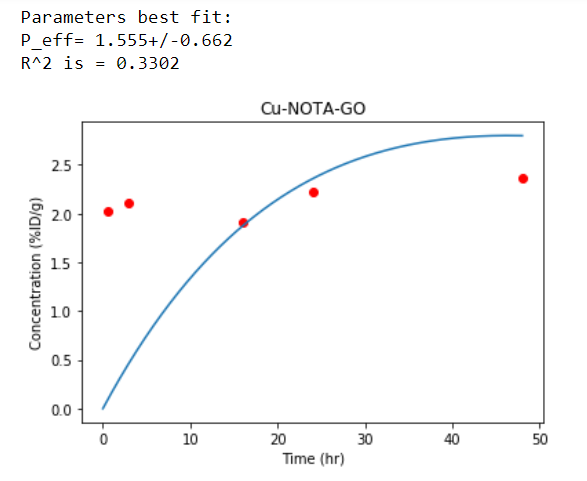 Parameters best fit:
P_eff= 1.555+/-0.662
R^2 is = 0.3302
Cu-NOTA-GO
Concentration (%ID/g)
2.5
2.0
1.5
1.0
0.5
0.0
0 10 20 30 40 50
Time (hr)